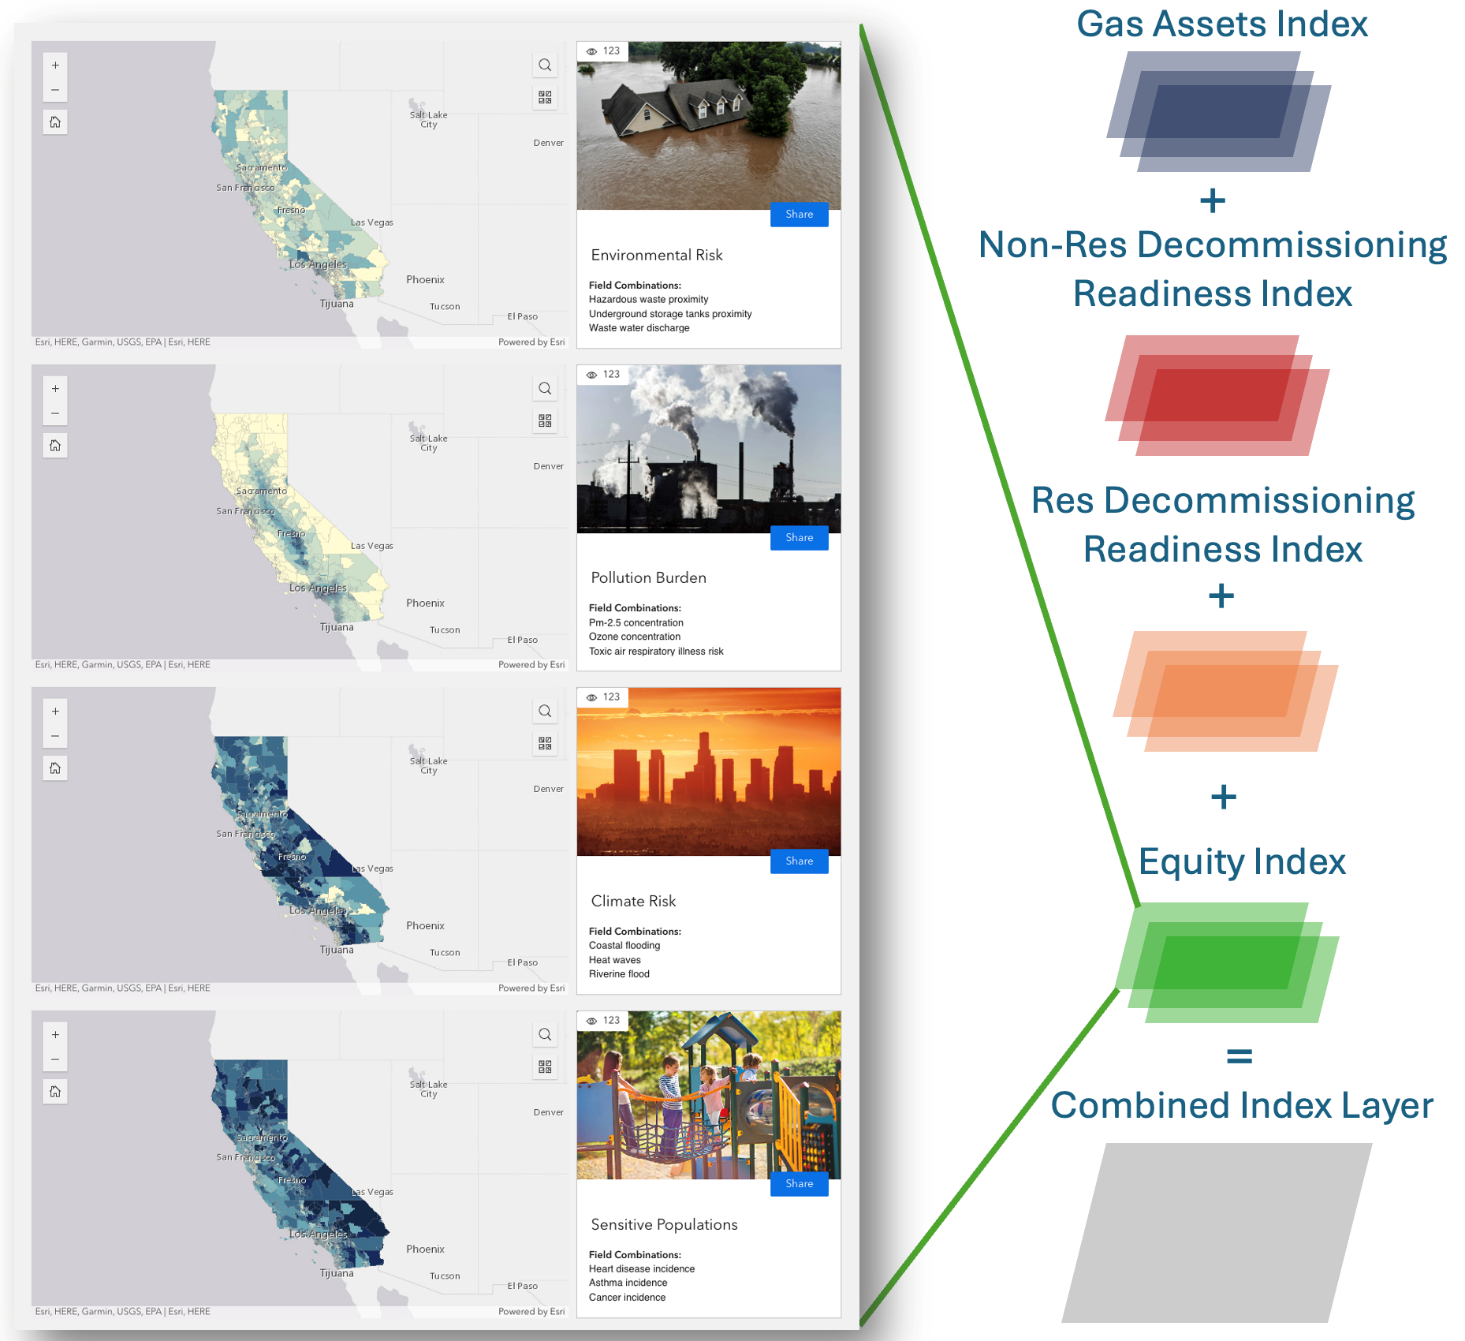 123
Salt Lake
City
Denver
Sacramento
San Francisco
Fresno
Las Vegas
Los Angeles
Phoenix
Tijuana
Tucson
El Paso
Esri, HERE, Garmin, USGS, EPA | Esri, HERE
Powered by Esri
Share
Environmental Risk
Field Combinations:
Hazardous waste proximity
Underground storage tanks proximity
Waste water discharge
123
Salt Lake
City
Denver
Sacramento
San Francisco
Fresno
Las Vegas
Los Angeles
Phoenix
Tijuana
Tucson
El Paso
Esri, HERE, Garmin, USGS, EPA | Esri, HERE
Powered by Esri
Share
Pollution Burden
Field Combinations:
Pm-2.5 concentration
Ozone concentration
Toxic air respiratory illness risk
123
Salt Lake
City
Denver
Sacramento
San Francisco
Fresno
Las Vegas
Los Angeles
Phoenix
Tijuana
Tucson
El Paso
Esri, HERE, Garmin, USGS, EPA | Esri, HERE
Powered by Esri
Share
Climate Risk
Field Combinations:
Coastal flooding
Heat waves
Riverine flood
123
Salt Lake
City
Denver
Sacramento
San Francisco
Fresno
Las Vegas
Los Angeles
Phoenix
Tijuana
Tucson
El Paso
Esri, HERE, Garmin, USGS, EPA | Esri, HERE
Powered by Esri
Share
Sensitive Populations
Field Combinations:
Heart disease incidence
Asthma incidence
Cancer incidence
Gas Assets Index
+
Non-Res Decommissioning
Readiness Index
Res Decommissioning
Readiness Index
+
+
Equity Index
=
Combined Index Layer